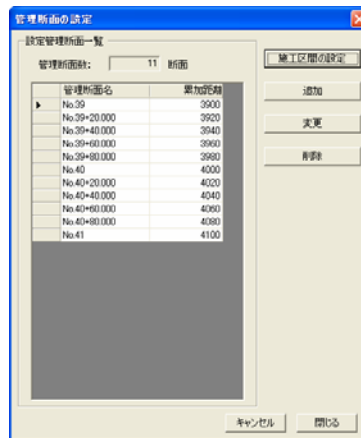 管理断面の設定
設定管理断面一覧
管理断面数: 11 断面
施工区間の設定
追加
変更
削除
管理断面名 累加距離
No.39 3900
No.39+20.000 3920
No.39+40.000 3940
No.39+60.000 3960
No.39+80.000 3980
No.40 4000
No.40+20.000 4020
No.40+40.000 4040
No.40+60.000 4060
No.40+80.000 4080
No.41 4100
キャンセル 閉じる